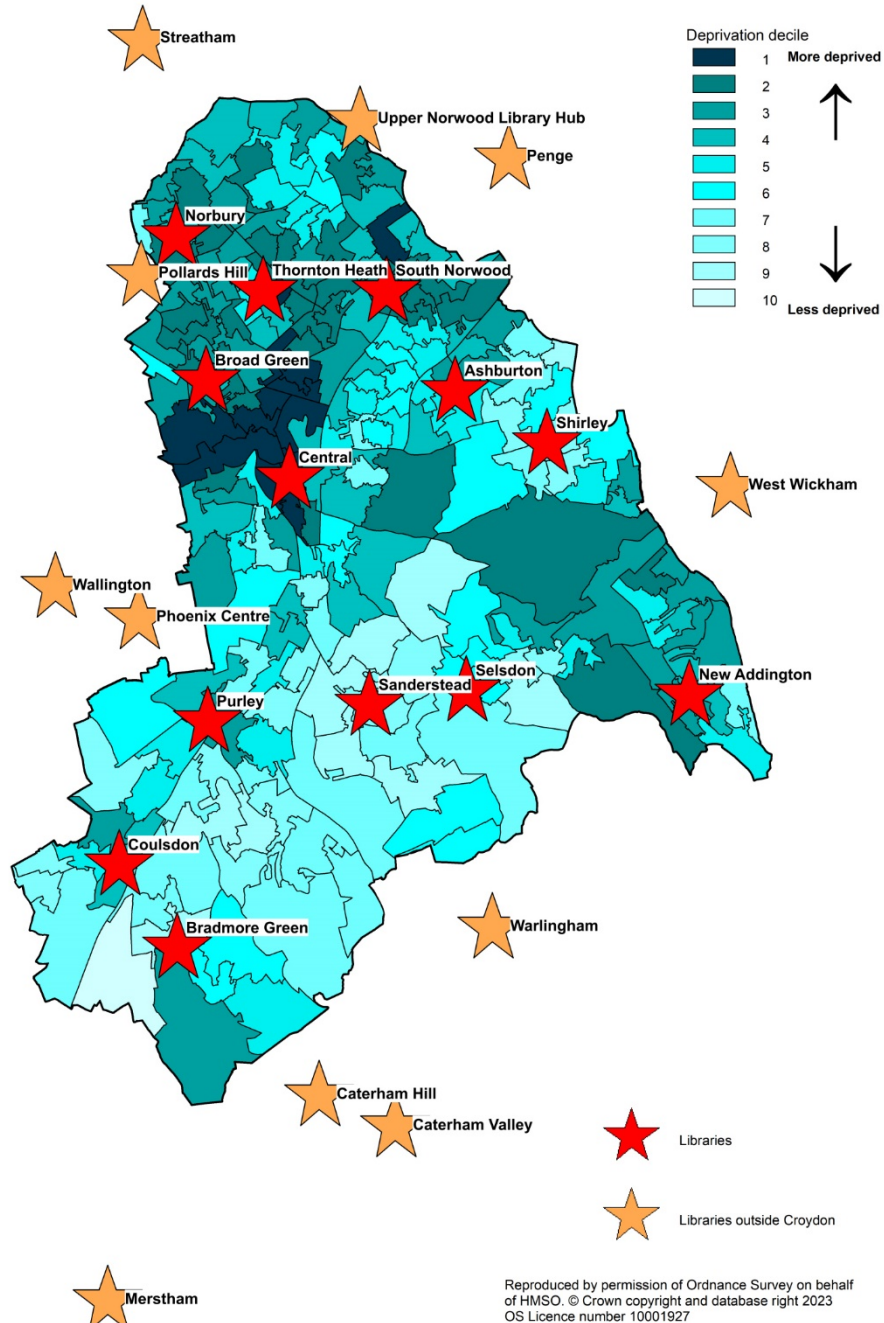 Streatham
Deprivation decile
1 More deprived
2
3
4
5
6
7
8
9
10
Less deprived
Upper Norwood Library Hub
Penge
Norbury
Pollards Hill
Thornton Heath
South Norwood
Broad Green
Ashburton
Shirley
Central
West Wickham
Wallington
Phoenix Centre
Purley
Sanderstead
Selsdon
New Addington
Coulsdon
Bradmore Green
Warlingham
Caterham Hill
Caterham Valley
Libraries
Libraries outside Croydon
Merstham
Reproduced by permission of Ordnance Survey on behalf
of HMSO. © Crown copyright and database right 2023
OS Licence number 10001927